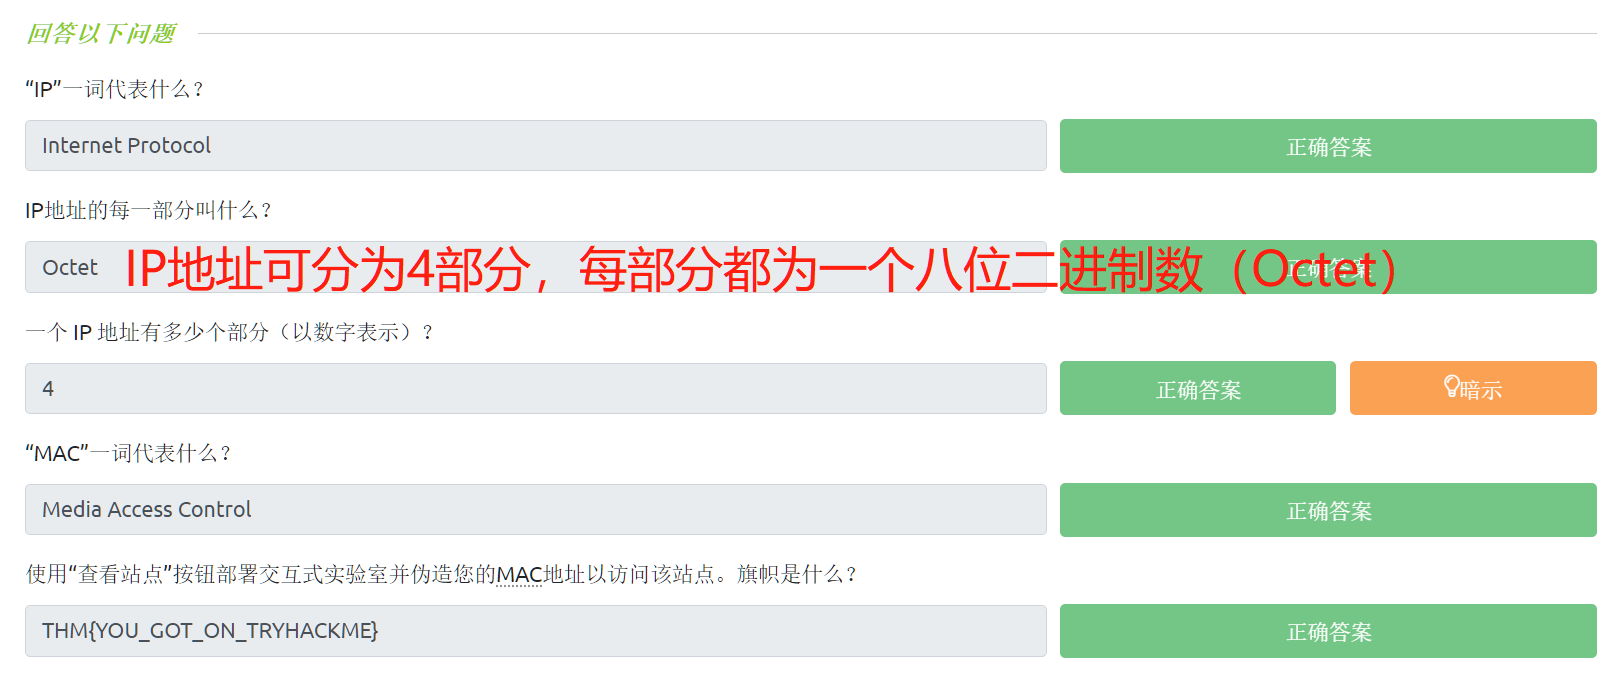 回答以下问题
“IP”一词代表什么？
Internet Protocol
正确答案
IP地址的每一部分叫什么？
Octet
IP地址可分为4部分，每部分都为一个八位二进制数（Octet）
正确答案
一个 IP 地址有多少个部分（以数字表示）？
4
正确答案
暗示
“MAC”一词代表什么？
Media Access Control
正确答案
使用“查看站点”按钮部署交互式实验室并伪造您的MAC地址以访问该站点。旗帜是什么？
THM{YOU_GOT_ON_TRYHACKME}
正确答案